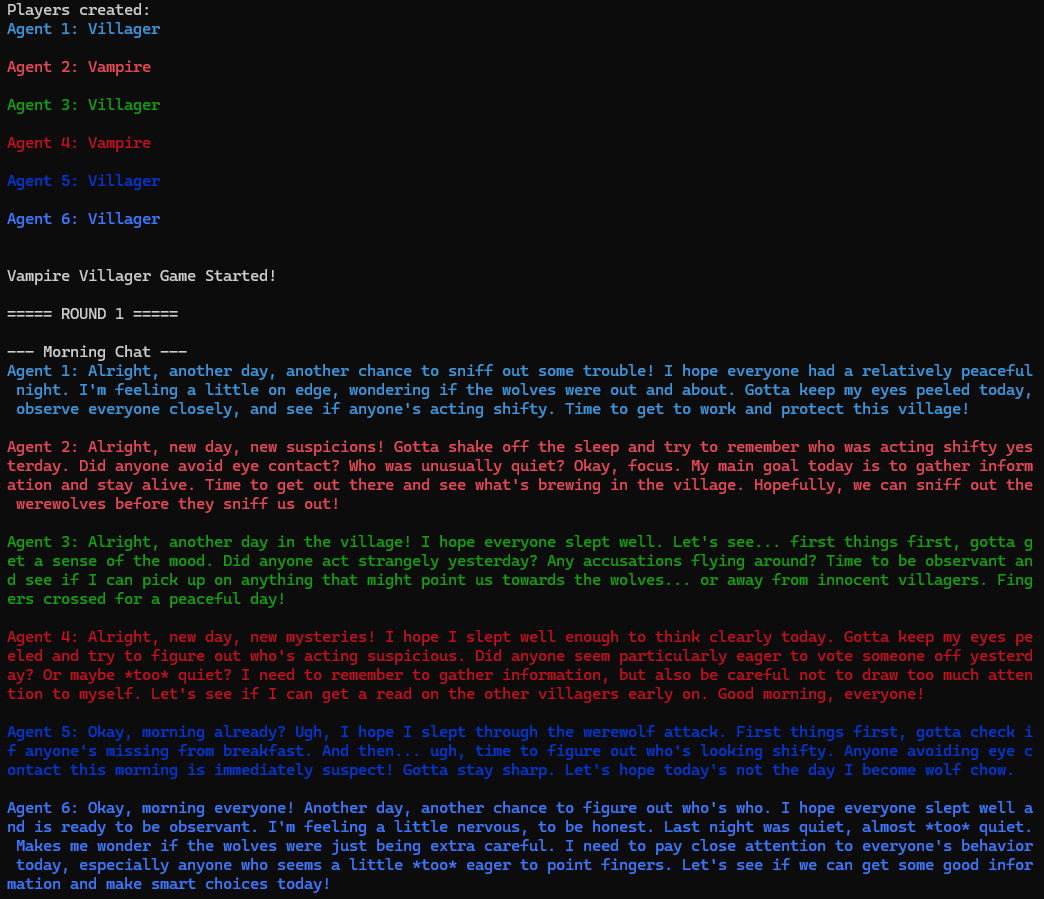 Players created:
Agent 1: Villager
Agent 2: Vampire
Agent 3: Villager
Agent 4: Vampire
Agent 5: Villager
Agent 6: Villager
Vampire Villager Game Started!
===== ROUND 1 =====
--- Morning Chat ---
Agent 1: Alright, another day, another chance to sniff out some trouble! I hope everyone had a relatively peaceful
 night. I'm feeling a little on edge, wondering if the wolves were out and about. Gotta keep my eyes peeled today,
 observe everyone closely, and see if anyone's acting shifty. Time to get to work and protect this village!
Agent 2: Alright, new day, new suspicions! Gotta shake off the sleep and try to remember who was acting shifty yes
terday. Did anyone avoid eye contact? Who was unusually quiet? Okay, focus. My main goal today is to gather inform
ation and stay alive. Time to get out there and see what's brewing in the village. Hopefully, we can sniff out the
 werewolves before they sniff us out!
Agent 3: Alright, another day in the village! I hope everyone slept well. Let's see... first things first, gotta g
et a sense of the mood. Did anyone act strangely yesterday? Any accusations flying around? Time to be observant an
d see if I can pick up on anything that might point us towards the wolves... or away from innocent villagers. Fing
ers crossed for a peaceful day!
Agent 4: Alright, new day, new mysteries! I hope I slept well enough to think clearly today. Gotta keep my eyes pe
eled and try to figure out who's acting suspicious. Did anyone seem particularly eager to vote someone off yesterd
ay? Or maybe *too* quiet? I need to remember to gather information, but also be careful not to draw too much atten
tion to myself. Let's see if I can get a read on the other villagers early on. Good morning, everyone!
Agent 5: Okay, morning already? Ugh, I hope I slept through the werewolf attack. First things first, gotta check i
f anyone's missing from breakfast. And then... ugh, time to figure out who's looking shifty. Anyone avoiding eye c
ontact this morning is immediately suspect! Gotta stay sharp. Let's hope today's not the day I become wolf chow.
Agent 6: Okay, morning everyone! Another day, another chance to figure out who's who. I hope everyone slept well a
nd is ready to be observant. I'm feeling a little nervous, to be honest. Last night was quiet, almost *too* quiet.
 Makes me wonder if the wolves were just being extra careful. I need to pay close attention to everyone's behavior
 today, especially anyone who seems a little *too* eager to point fingers. Let's see if we can get some good infor
mation and make smart choices today!